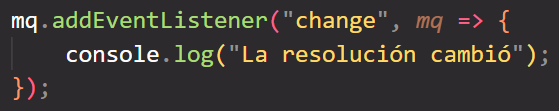 mq.addEventListener("change", mq => {
    console.log("La resolución cambió");
});